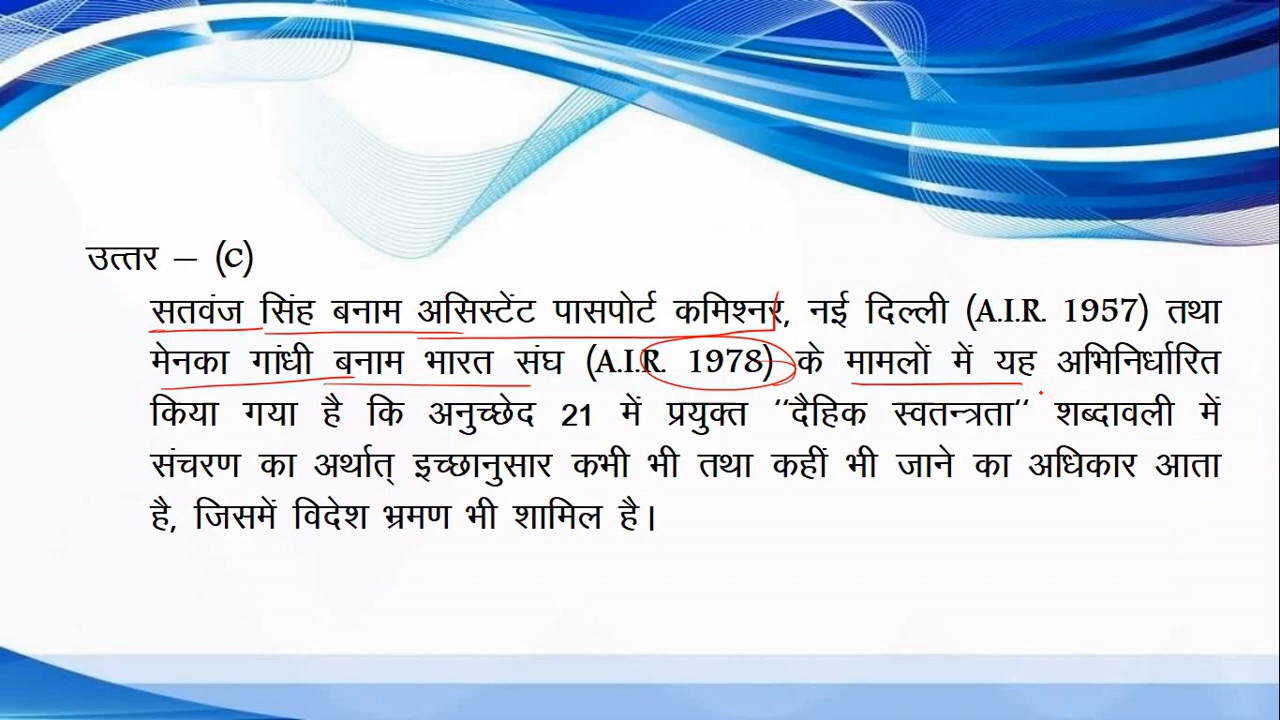 उत्तर – (C)
सतवंज सिंह बनाम असिस्टेंट पासपोर्ट कमिश्नर, नई दिल्ली (A.I.R. 1957) तथा
मेनका गांधी बनाम भारत संघ (A.I.R. 1978) के मामलों में यह अभिनिर्धारित
किया गया है कि अनुच्छेद 21 में प्रयुक्त ‘‘दैहिक स्वतन्त्रता’’ शब्दावली में
संचरण का अर्थात् इच्छानुसार कभी भी तथा कहीं भी जाने का अधिकार आता
है, जिसमें विदेश भ्रमण भी शामिल है।